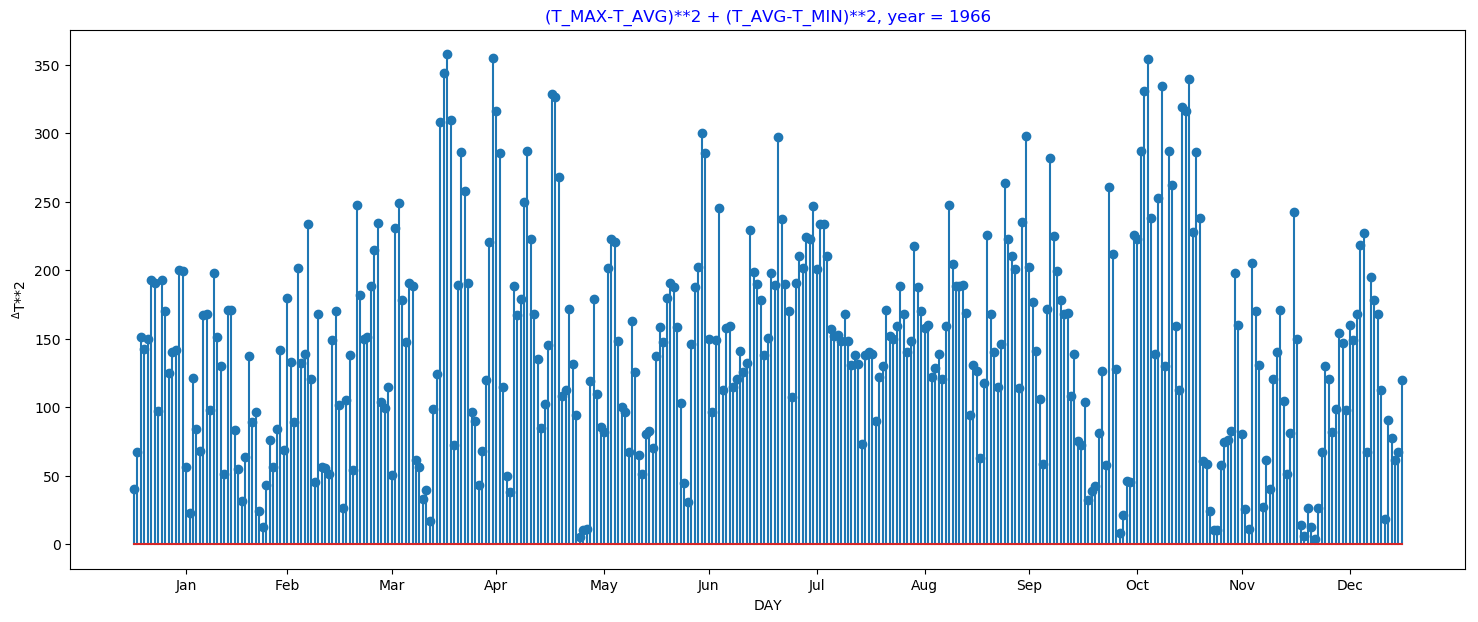 (T_MAX-T_AVG)**2 + (T_AVG-T_MIN)**2, year = 1966
350
300
250
200
150
100
50
0
ΔT**2
Jan Feb Mar Apr May Jun Jul Aug Sep Oct Nov Dec
DAY